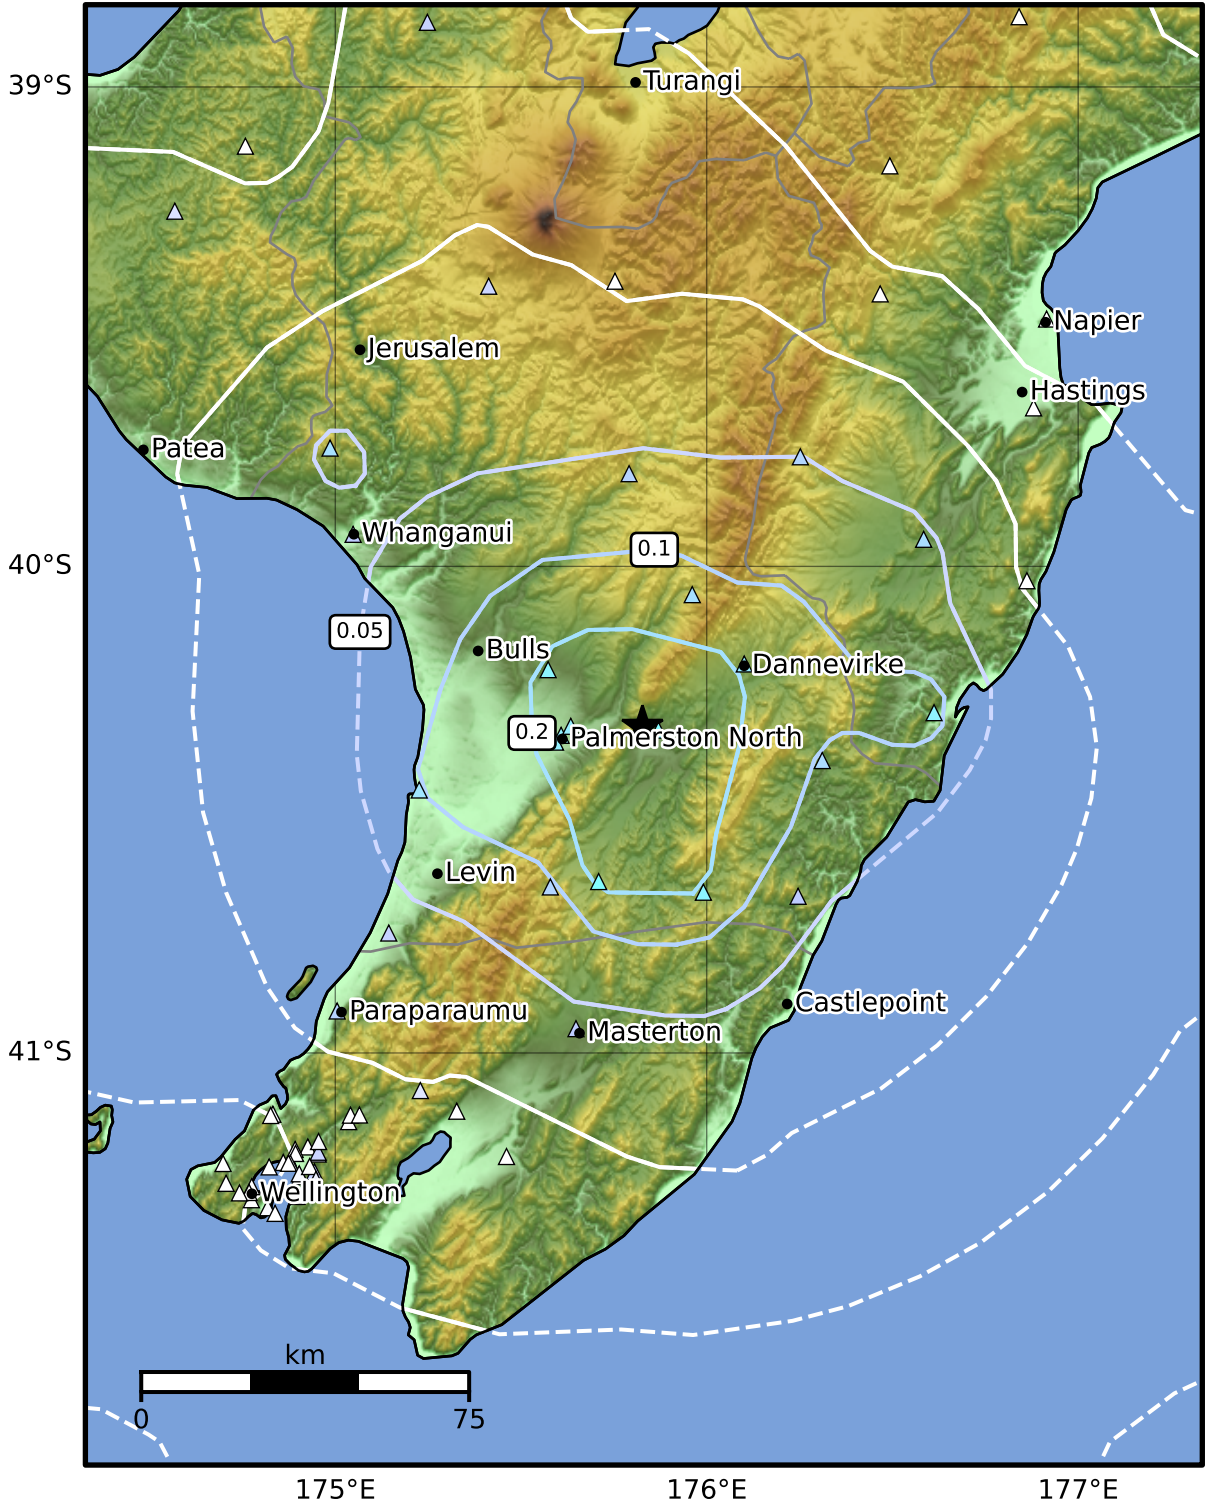 39°S
Turangi
Napier
Jerusalem
Hastings
Patea
Whanganui
0.1
40°S
0.05
Bulls
Dannevirke
0.2
Palmerston North
Levin
Castlepoint
Paraparaumu
Masterton
41°S
Wellington
km
0 75
175°E 176°E 177°E